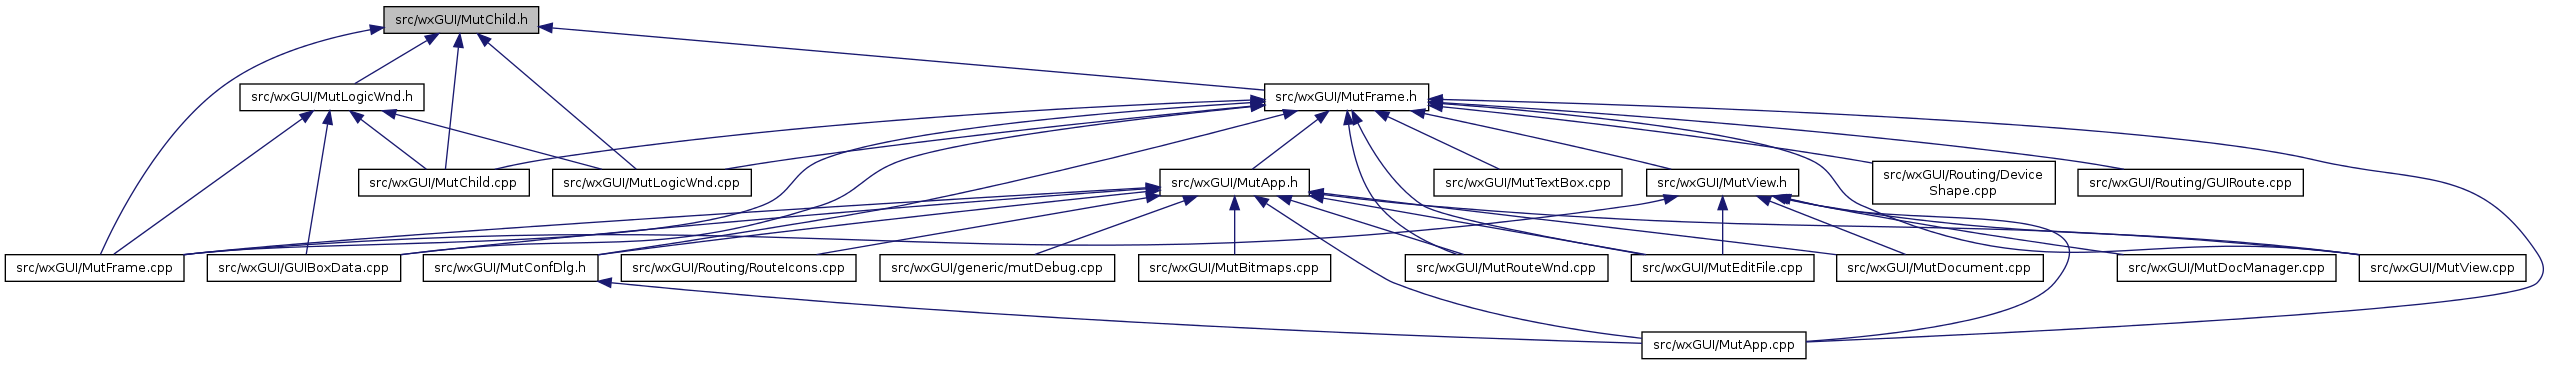 src/wxGUI/MutChild.h
src/wxGUI/MutLogicWnd.h
src/wxGUI/MutFrame.h
src/wxGUI/MutChild.cpp
src/wxGUI/MutLogicWnd.cpp
src/wxGUI/MutApp.h
src/wxGUI/MutTextBox.cpp
src/wxGUI/MutView.h
src/wxGUI/Routing/Device
Shape.cpp
src/wxGUI/Routing/GUIRoute.cpp
src/wxGUI/MutFrame.cpp
src/wxGUI/GUIBoxData.cpp
src/wxGUI/MutConfDlg.h
src/wxGUI/Routing/RouteIcons.cpp
src/wxGUI/generic/mutDebug.cpp
src/wxGUI/MutBitmaps.cpp
src/wxGUI/MutRouteWnd.cpp
src/wxGUI/MutEditFile.cpp
src/wxGUI/MutDocument.cpp
src/wxGUI/MutDocManager.cpp
src/wxGUI/MutView.cpp
src/wxGUI/MutApp.cpp